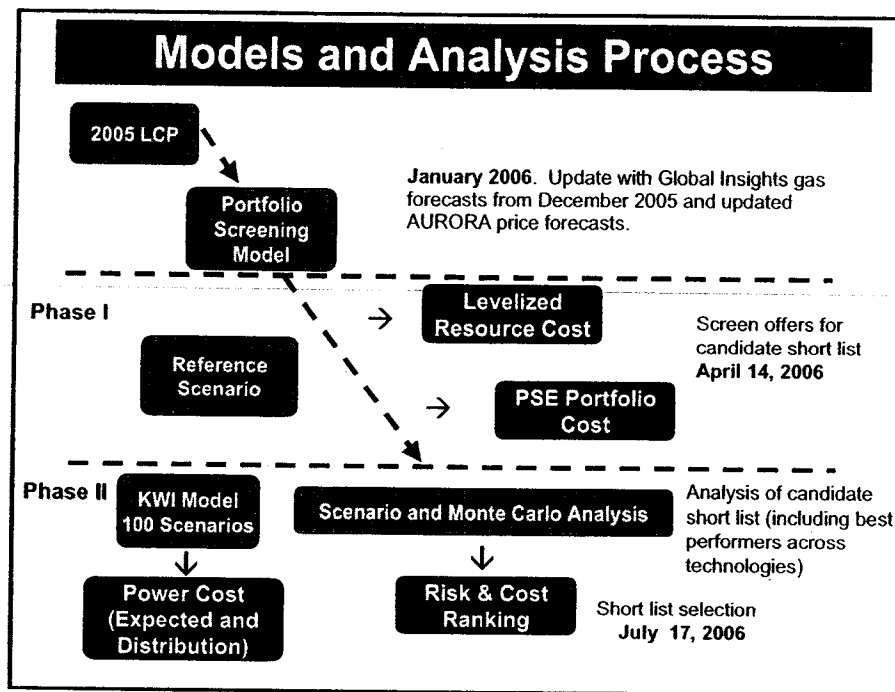 Models and Analysis Process
2005 LCP
Portfolio
Screening
Model
January 2006. Update with Global Insights gas
forecasts from December 2005 and updated
AURORA price forecasts.
Phase I
Reference
Scenario
Levelized
Resource Cost
PSE Portfolio
Cost
Screen offers for
candidate short list
April 14, 2006
Phase II
KWI Model
100 Scenarios
Scenario and Monte Carlo Analysis
Analysis of candidate
short list (including best
performers across
technologies)
Power Cost
(Expected and
Distribution)
Risk & Cost
Ranking
Short list selection
July 17, 2006